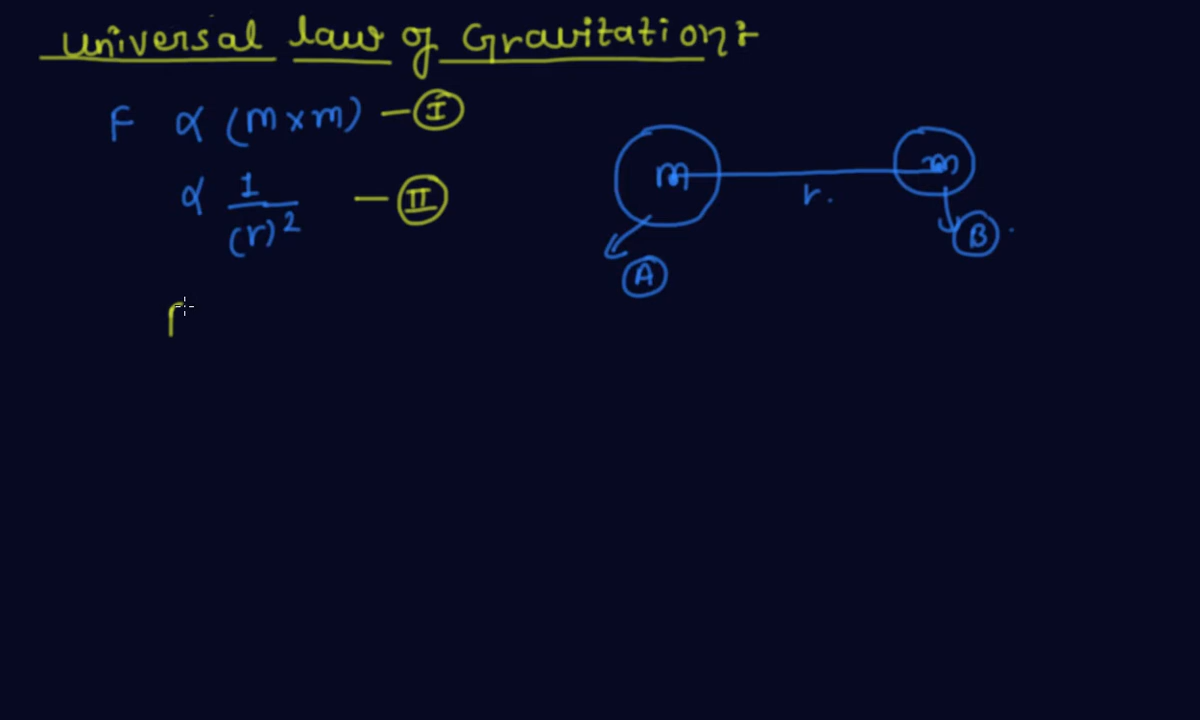 Universal law of Gravitation:
F ∝ (m×m) — I
∝ 1/(r)² — II
m r. m
A B